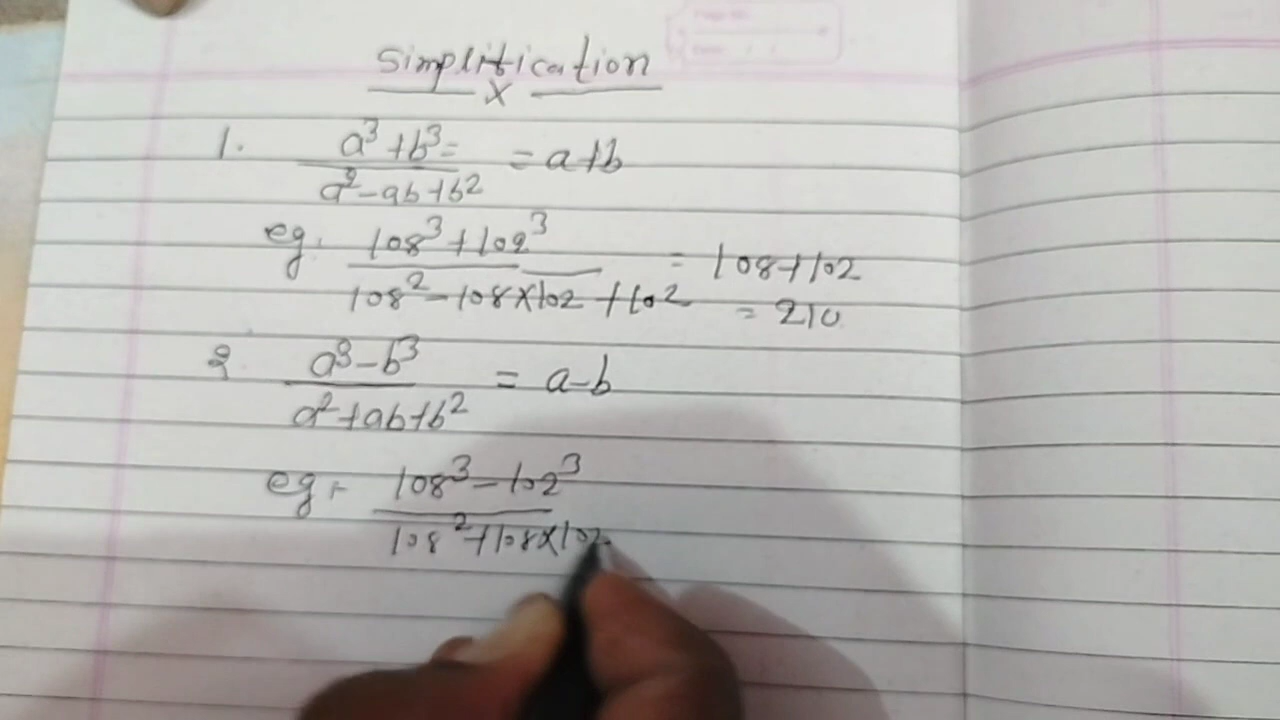 Simplification
x
1. a³ + b³ = / a² - ab + b² = a + b
eg. 108³ + 102³ / 108² - 108 × 102 + 102 = 108 + 102
= 210
2 a³ - b³ / a² + ab + b² = a - b
eg - 108³ - 102³ / 108² + 108 × 102